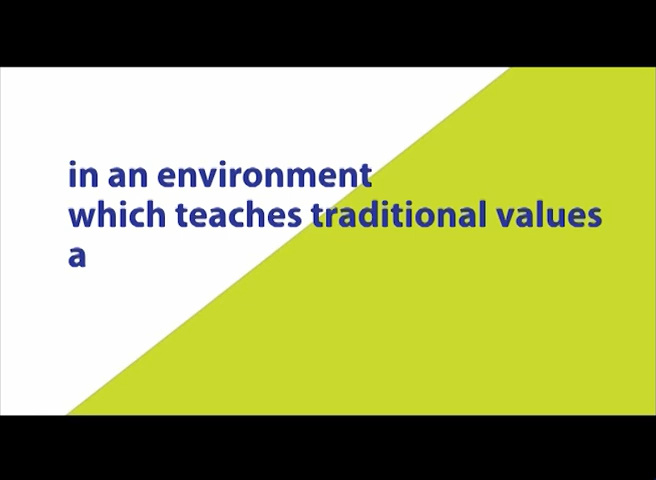 in an environment
which teaches traditional values
a